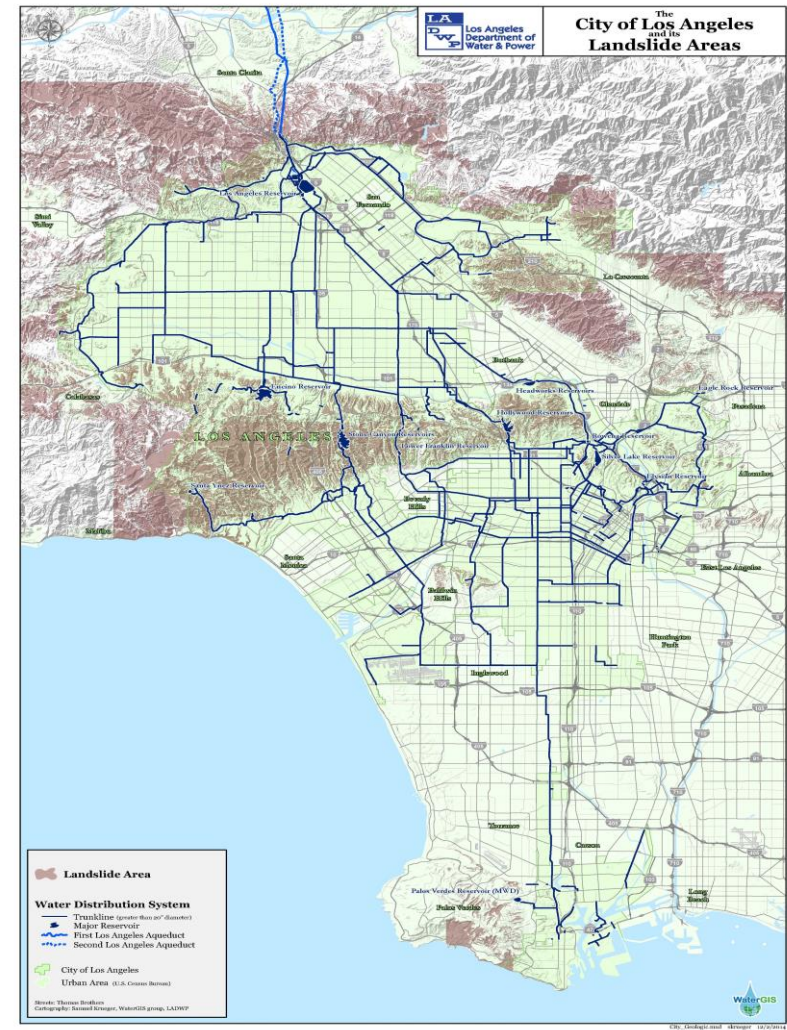 LA
DWP
Los Angeles
Department of
Water & Power
The
City of Los Angeles
and its
Landslide Areas
Santa Clarita
Los Angeles Reservoir
San
Fernando
Simi
Valley
La Crescenta
Burbank
Calabasas
Encino Reservoir
Headworks Reservoirs
Glendale
Eagle Rock Reservoir
Pasadena
Hollywood Reservoirs
LOS ANGELES
Stone Canyon Reservoirs
Lower Franklin Reservoir
Silver Lake Reservoir
Elysian Reservoir
Alhambra
Santa Ynez Reservoir
Beverly
Hills
Malibu
Santa
Monica
East Los Angeles
Baldwin
Hills
Huntington
Park
Inglewood
Torrance
Carson
Palos Verdes Reservoir (MWD)
Palos Verdes
Long
Beach
Landslide Area
Water Distribution System
Trunkline (greater than 20" diameter)
Major Reservoir
First Los Angeles Aqueduct
Second Los Angeles Aqueduct
City of Los Angeles
Urban Area (U.S. Census Bureau)
Streets: Thomas Brothers
Cartography: Samuel Krueger, WaterGIS group, LADWP
WaterGIS
City_Geologic.mxd skrueger 12/2/2014